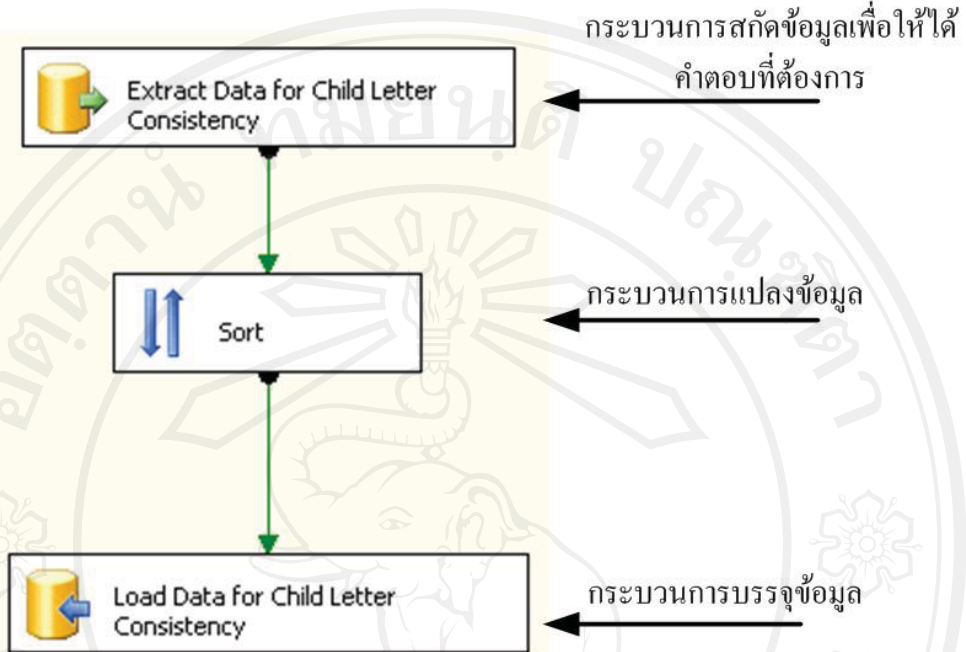 กระบวนการสกัดข้อมูลเพื่อให้ได้
คำตอบที่ต้องการ
Extract Data for Child Letter
Consistency
Sort
กระบวนการแปลงข้อมูล
Load Data for Child Letter
Consistency
กระบวนการบรรจุข้อมูล